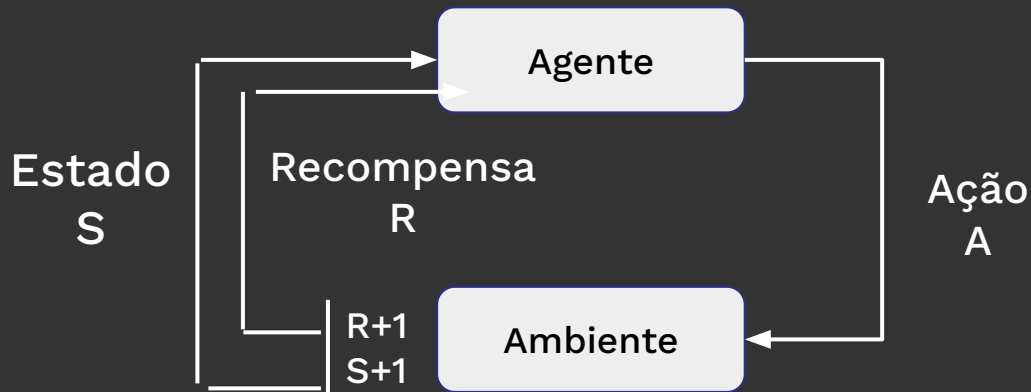 Agente
Estado
S
Recompensa
R
Ação
A
R+1
S+1
Ambiente